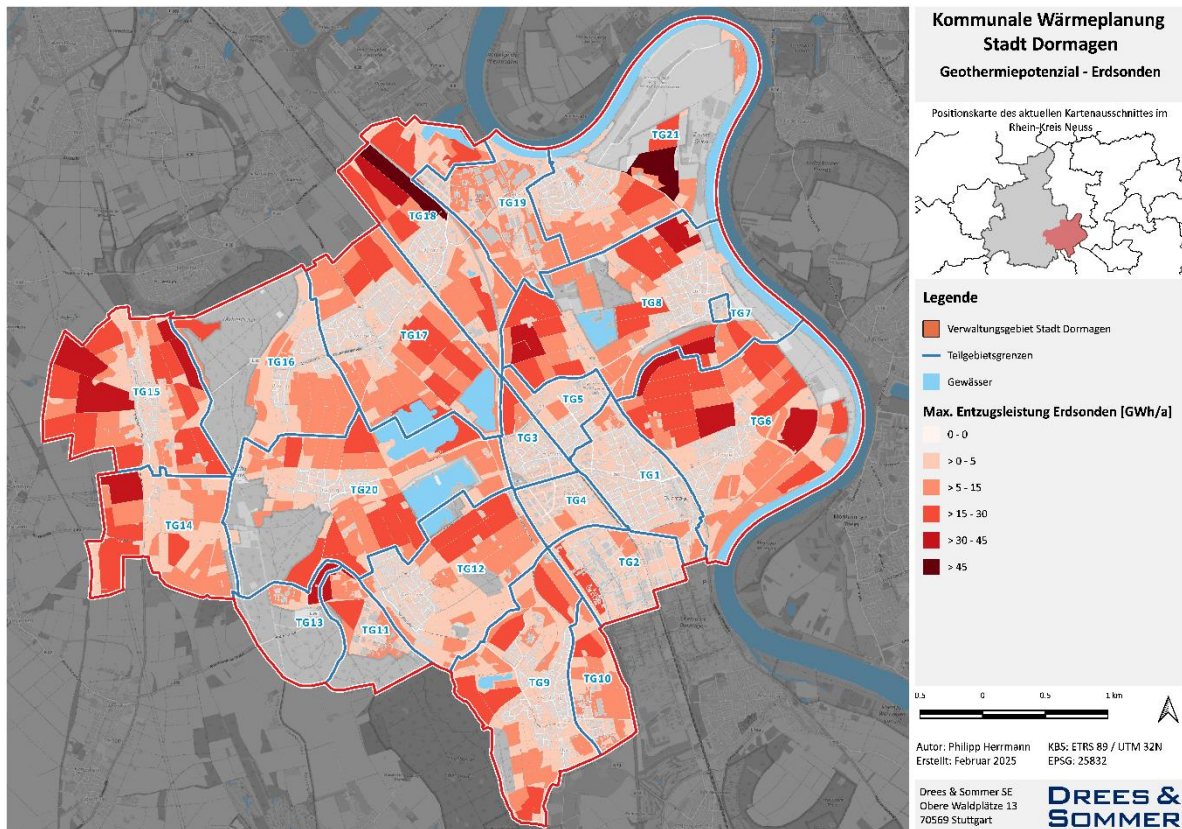 Kommunale Wärmeplanung
Stadt Dormagen
Geothermiepotenzial - Erdsonden
Positionskarte des aktuellen Kartenausschnittes im
Rhein-Kreis Neuss
Legende
Verwaltungsgebiet Stadt Dormagen
Teilgebietsgrenzen
Gewässer
Max. Entzugsleistung Erdsonden [GWh/a]
0 - 0
> 0 - 5
> 5 - 15
> 15 - 30
> 30 - 45
> 45
0.5 0 0.5 1 km
Autor: Philipp Herrmann KBS: ETRS 89 / UTM 32N
Erstellt: Februar 2025 EPSG: 25832
Drees & Sommer SE
Obere Waldplätze 13
70569 Stuttgart
DREES &
SOMMER
TG21
TG19
TG18
TG8
TG7
TG17
TG16
TG15
TG5
TG6
TG3
TG1
TG20
TG4
TG14
TG2
TG12
TG13
TG11
TG9
TG10